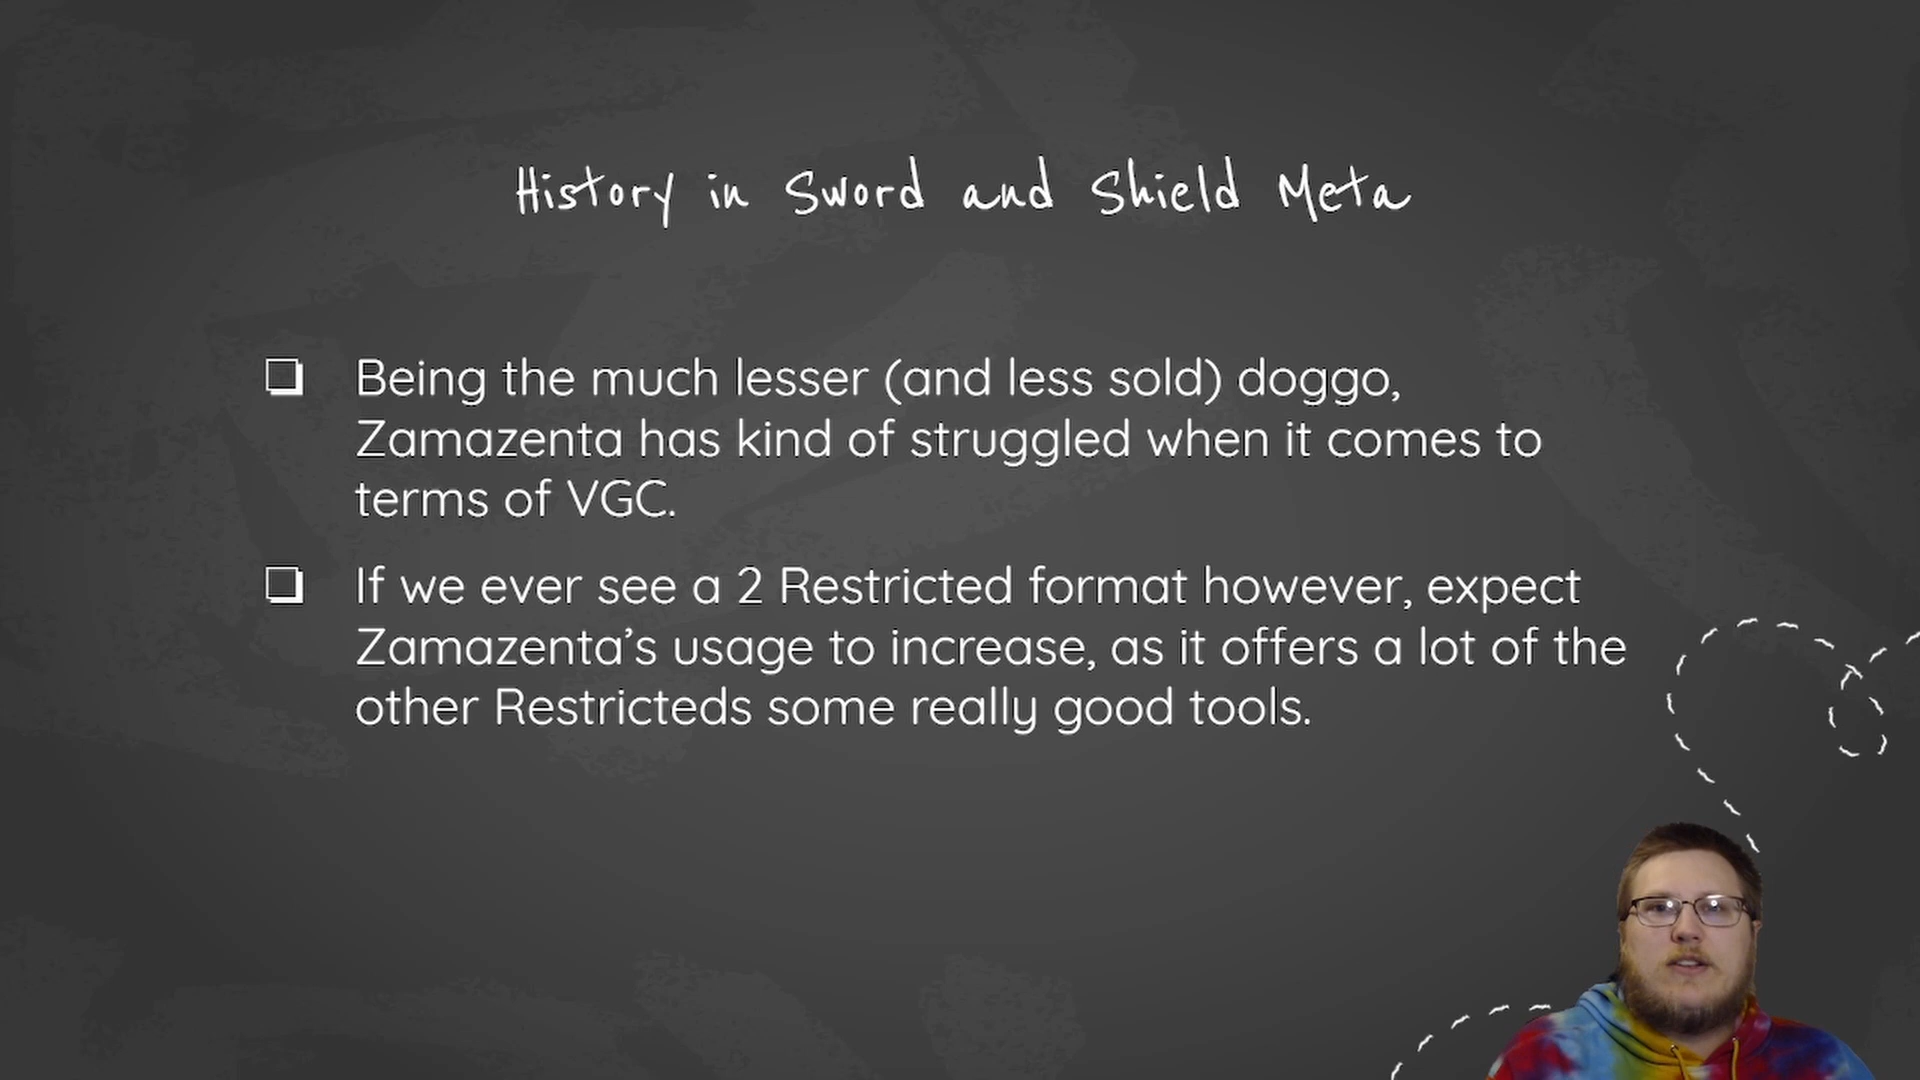 History in Sword and Shield Meta
Being the much lesser (and less sold) doggo,
Zamazenta has kind of struggled when it comes to
terms of VGC.
If we ever see a 2 Restricted format however, expect
Zamazenta’s usage to increase, as it offers a lot of the
other Restricteds some really good tools.